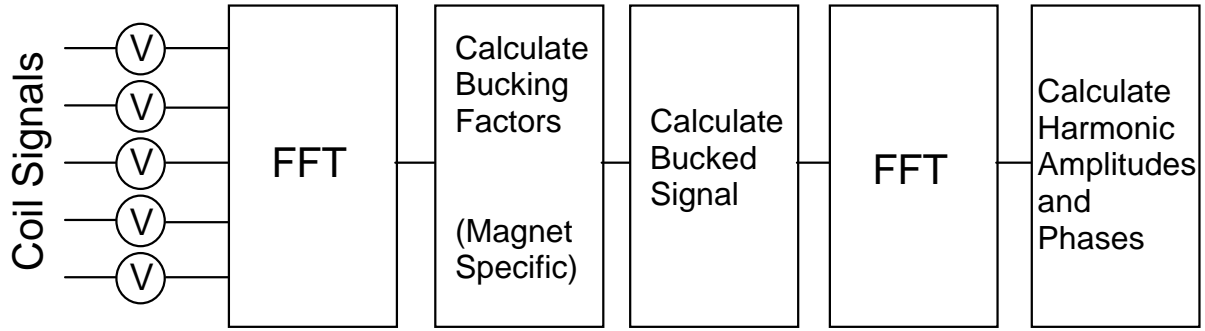 Coil Signals
V
V
V
V
V
FFT
Calculate
Bucking
Factors
(Magnet
Specific)
Calculate
Bucked
Signal
FFT
Calculate
Harmonic
Amplitudes
and
Phases